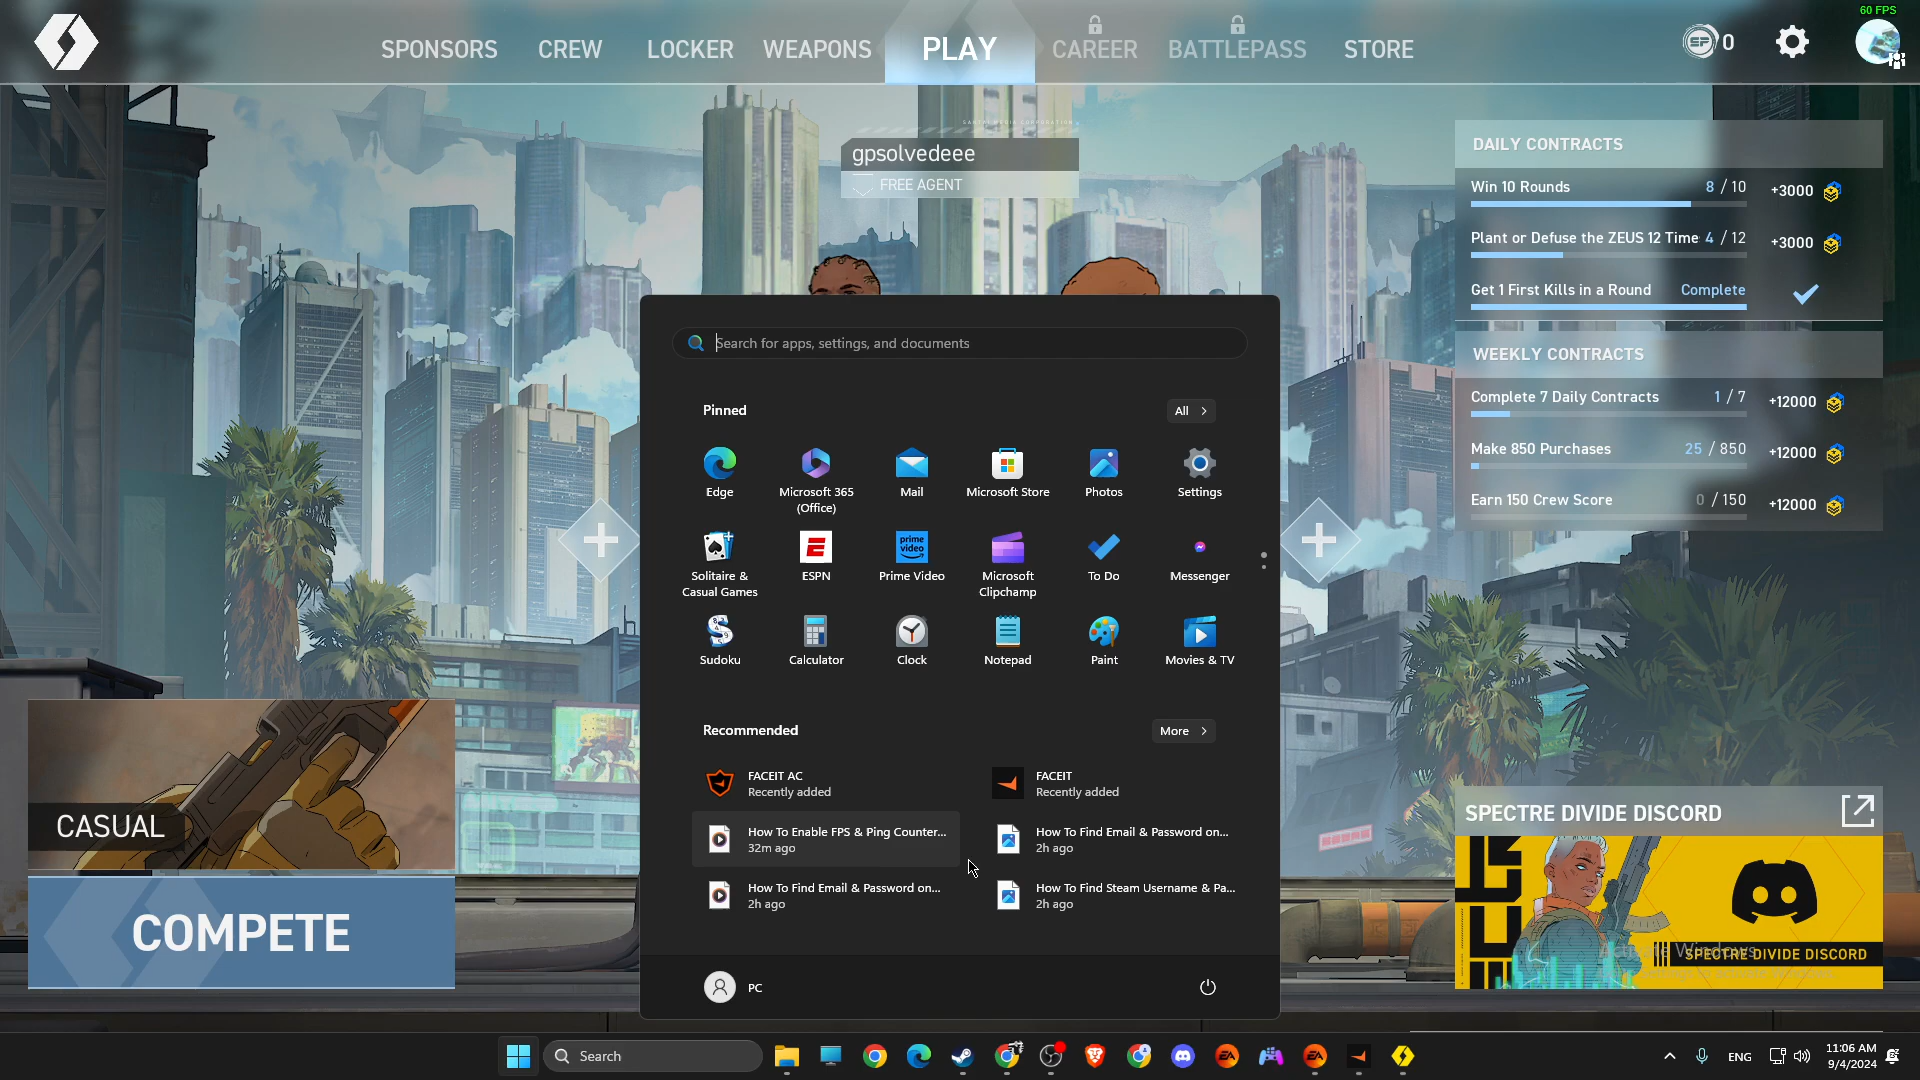 60 FPS
SPONSORS
CREW
LOCKER
WEAPONS
PLAY
CAREER
BATTLEPASS
STORE
SP 0
gpsolvedeee
FREE AGENT
DAILY CONTRACTS
Win 10 Rounds 8 / 10 +3000
Plant or Defuse the ZEUS 12 Time 4 / 12 +3000
Get 1 First Kills in a Round Complete
WEEKLY CONTRACTS
Complete 7 Daily Contracts 1 / 7 +12000
Make 850 Purchases 25 / 850 +12000
Earn 150 Crew Score 0 / 150 +12000
Search for apps, settings, and documents
Pinned
All >
Edge
Microsoft 365
(Office)
Mail
Microsoft Store
Photos
Settings
Solitaire &
Casual Games
ESPN
prime
video
Prime Video
Microsoft
Clipchamp
To Do
Messenger
Sudoku
Calculator
Clock
Notepad
Paint
Movies & TV
Recommended
More >
FACEIT AC
Recently added
FACEIT
Recently added
How To Enable FPS & Ping Counter...
32m ago
How To Find Email & Password on...
2h ago
How To Find Email & Password on...
2h ago
How To Find Steam Username & Pa...
2h ago
PC
CASUAL
COMPETE
SPECTRE DIVIDE DISCORD
Activate Windows
SPECTRE DIVIDE DISCORD
Search
ENG
11:06 AM
9/4/2024